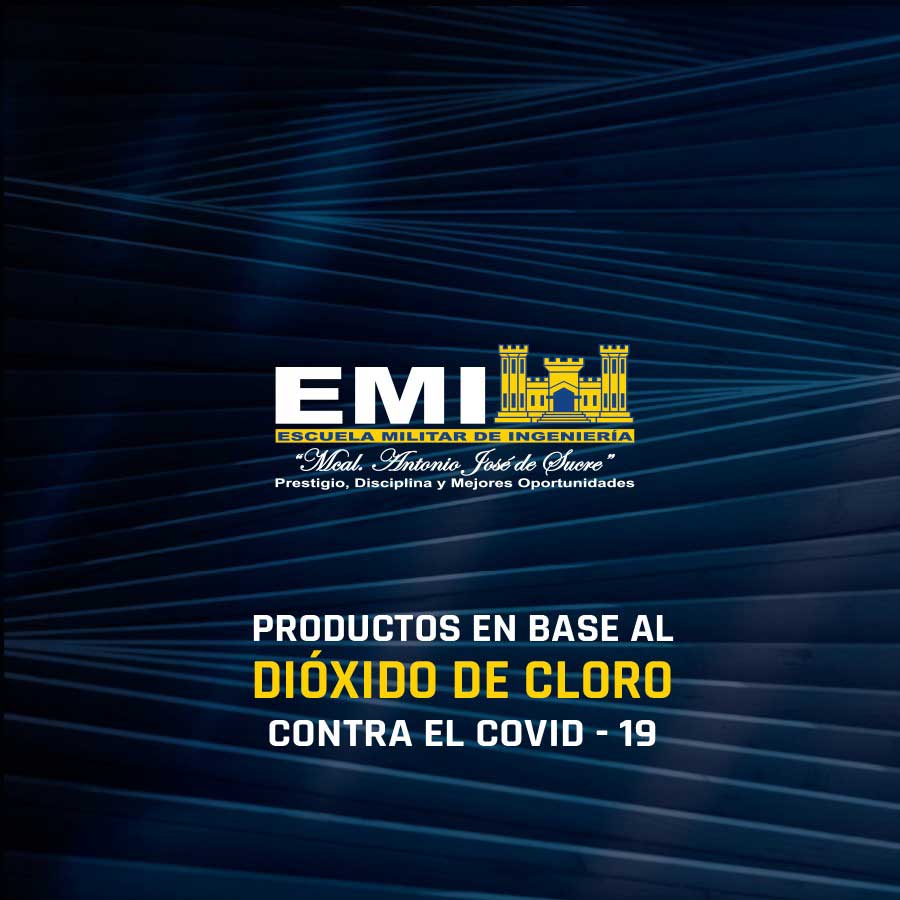 EMI
ESCUELA MILITAR DE INGENIERÍA
"Mcal. Antonio José de Sucre"
Prestigio, Disciplina y Mejores Oportunidades
PRODUCTOS EN BASE AL
DIÓXIDO DE CLORO
CONTRA EL COVID - 19